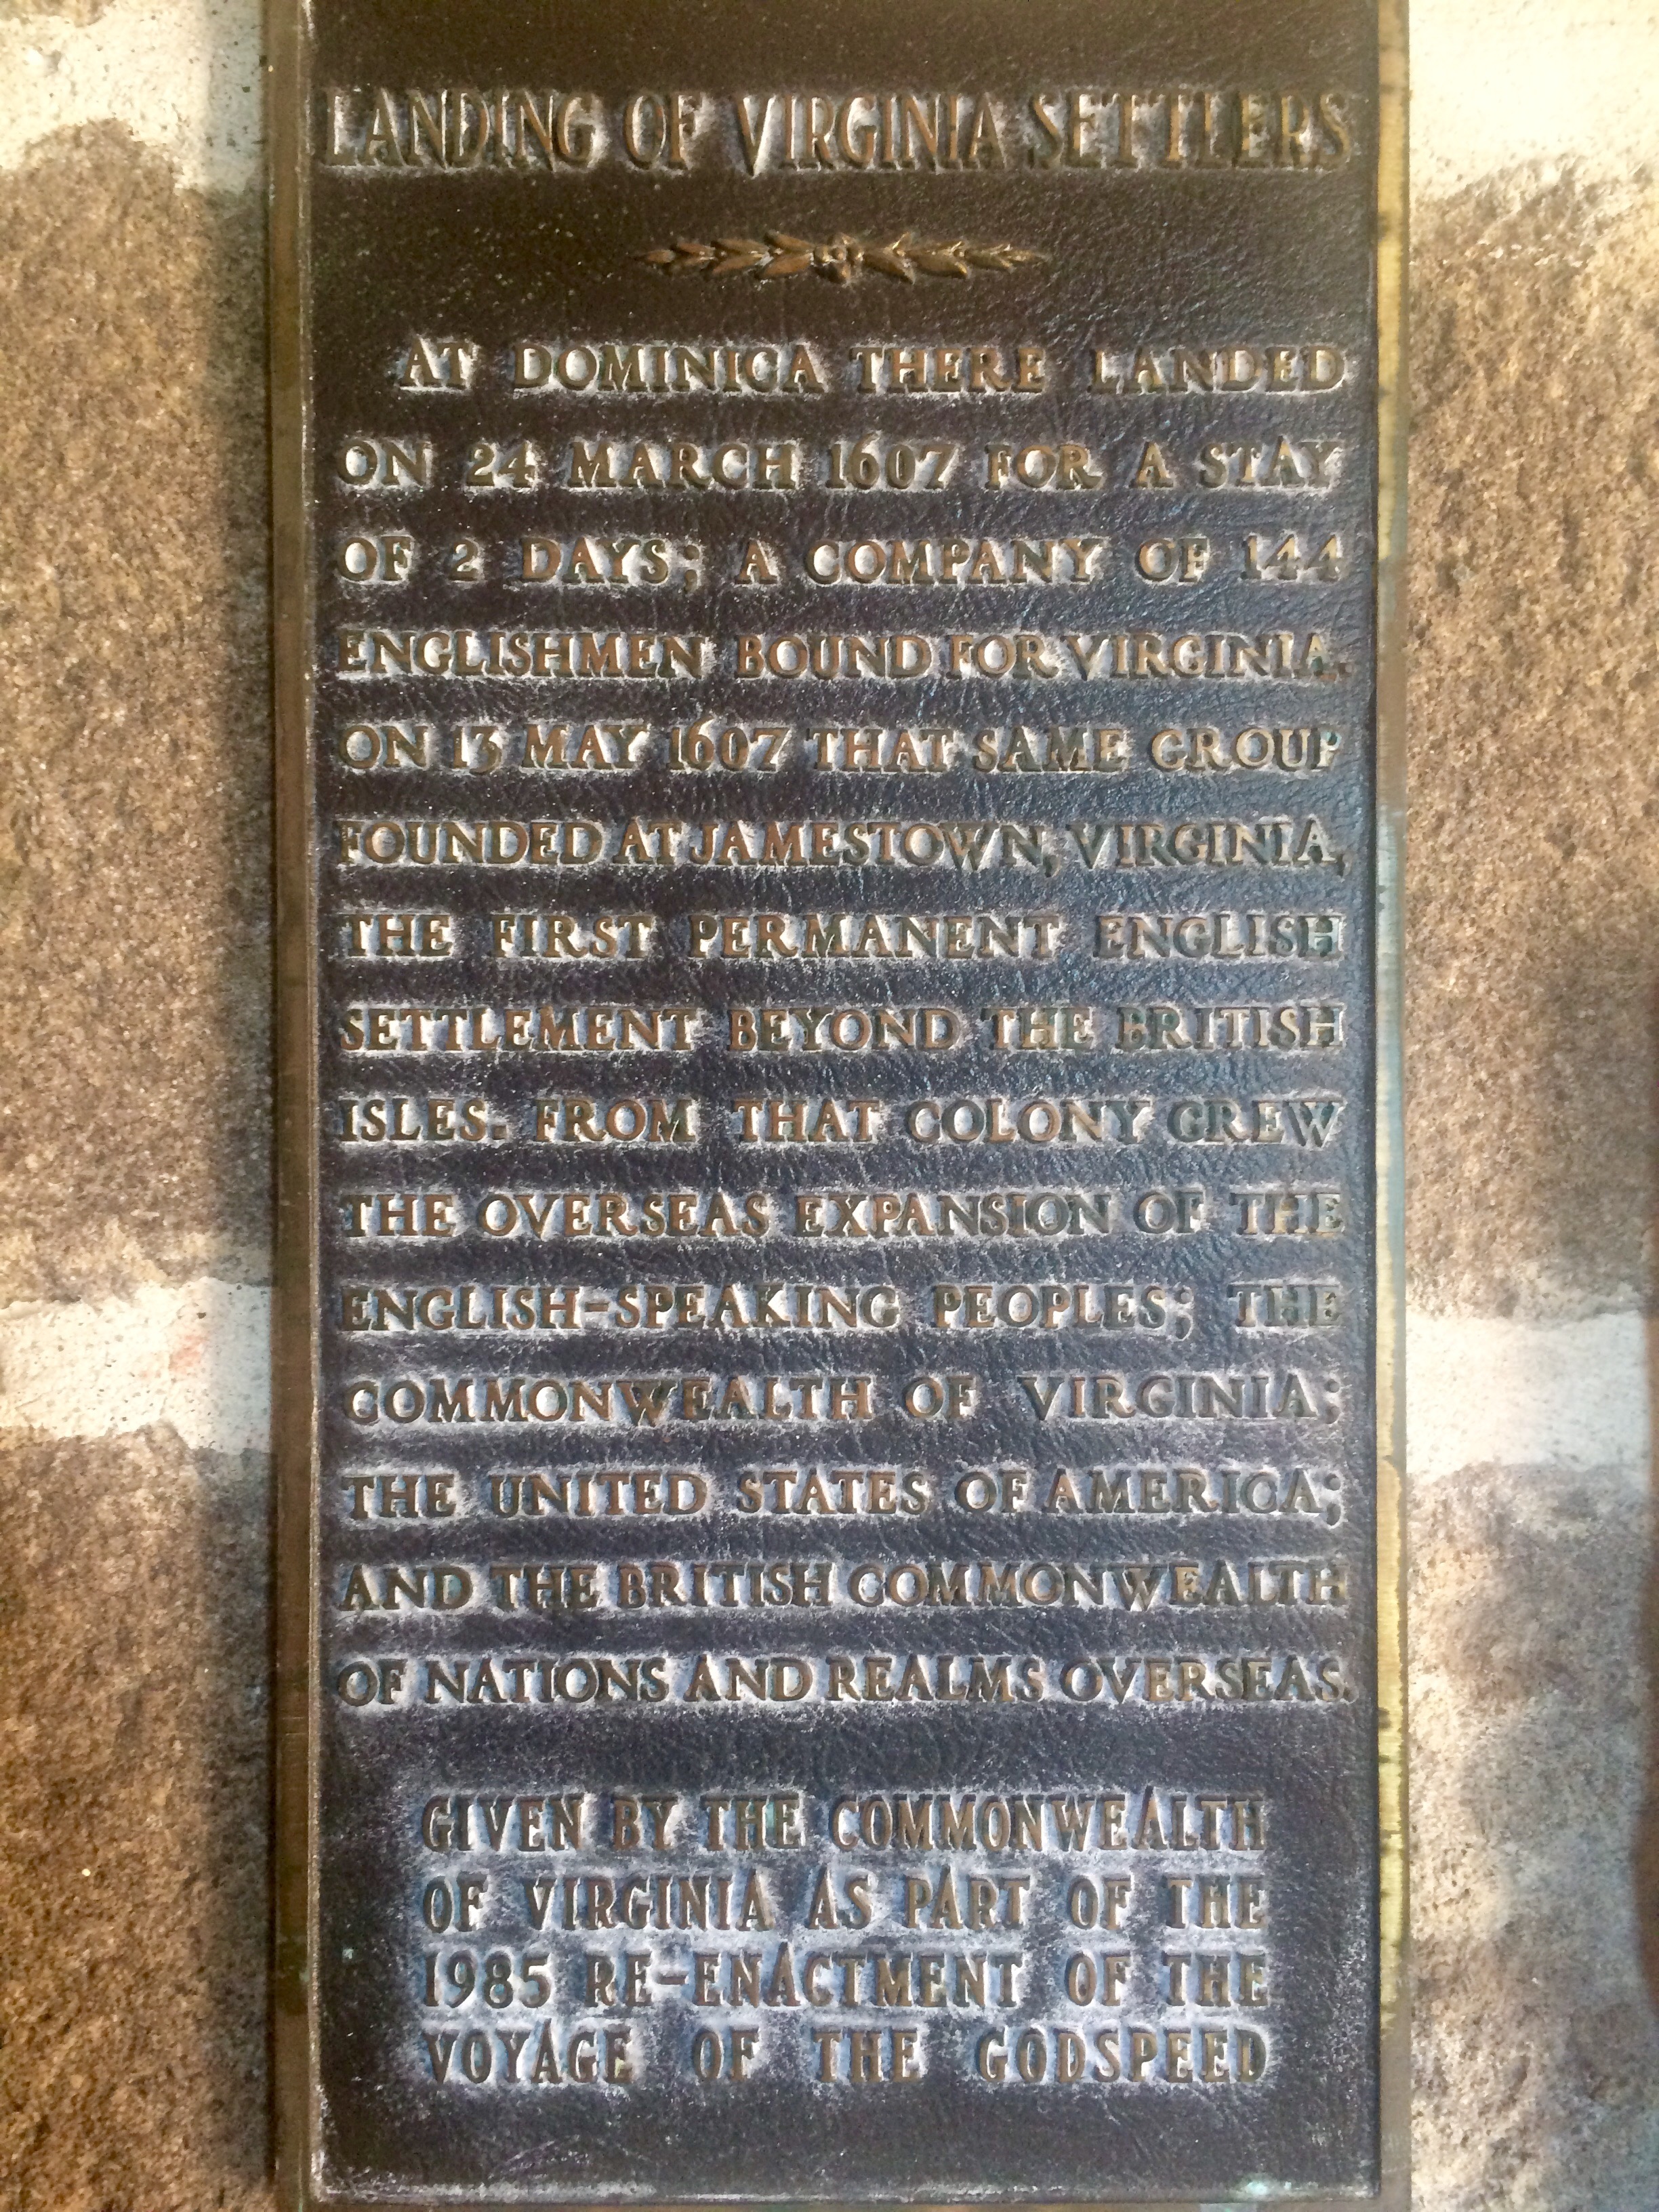 LANDING OF VIRGINIA SETTLERS
AT DOMINICA THERE LANDED
ON 24 MARCH 1607 FOR A STAY
OF 2 DAYS; A COMPANY OF 144
ENGLISHMEN BOUND FOR VIRGINIA.
ON 13 MAY 1607 THAT SAME GROUP
FOUNDED AT JAMESTOWN, VIRGINIA,
THE FIRST PERMANENT ENGLISH
SETTLEMENT BEYOND THE BRITISH
ISLES. FROM THAT COLONY GREW
THE OVERSEAS EXPANSION OF THE
ENGLISH-SPEAKING PEOPLES; THE
COMMONWEALTH OF VIRGINIA;
THE UNITED STATES OF AMERICA;
AND THE BRITISH COMMONWEALTH
OF NATIONS AND REALMS OVERSEAS.
GIVEN BY THE COMMONWEALTH
OF VIRGINIA AS PART OF THE
1985 RE-ENACTMENT OF THE
VOYAGE OF THE GODSPEED